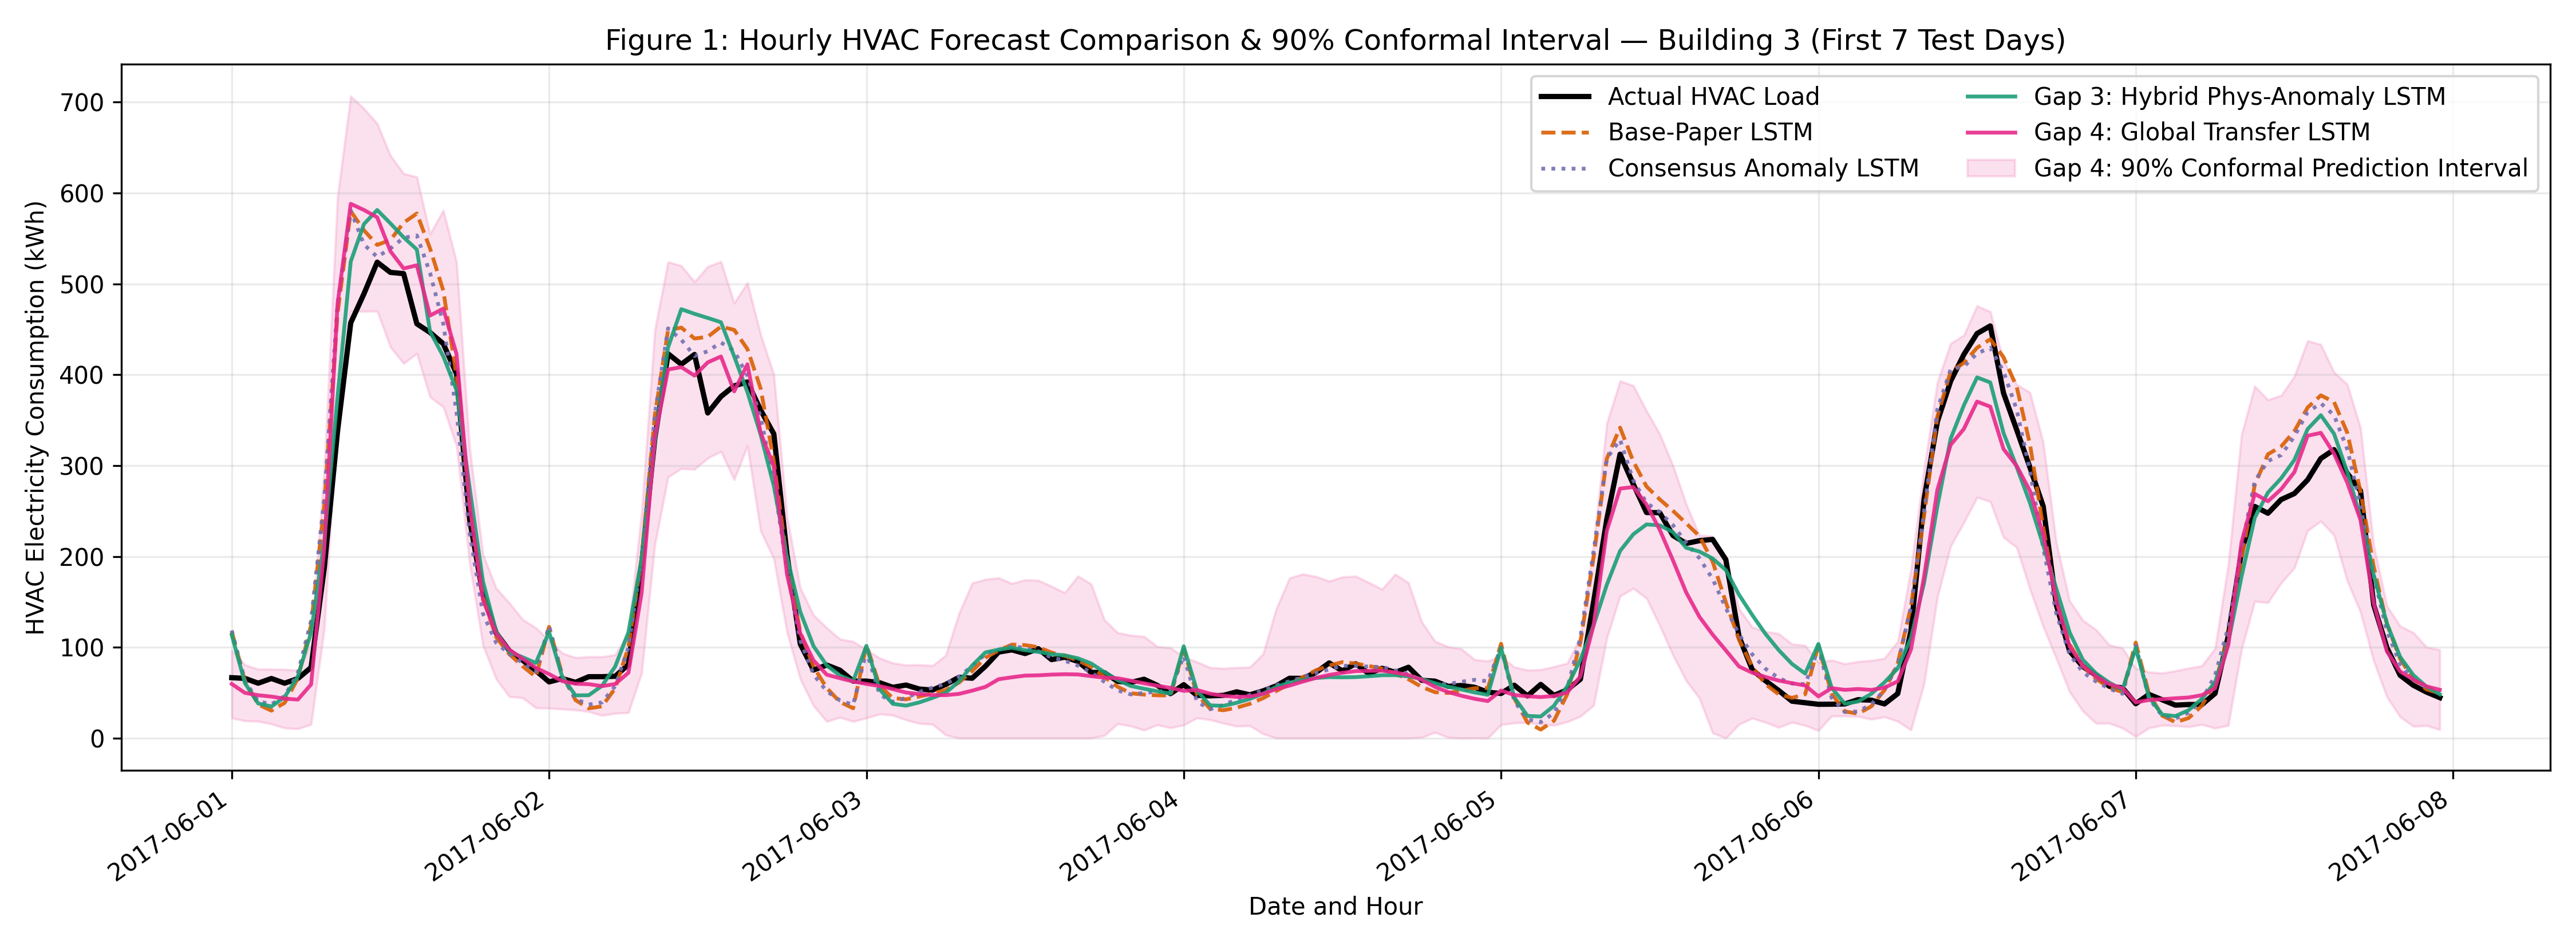 Figure 1: Hourly HVAC Forecast Comparison & 90% Conformal Interval — Building 3 (First 7 Test Days)
HVAC Electricity Consumption (kWh)
700
600
500
400
300
200
100
0
Actual HVAC Load
Base-Paper LSTM
Consensus Anomaly LSTM
Gap 3: Hybrid Phys-Anomaly LSTM
Gap 4: Global Transfer LSTM
Gap 4: 90% Conformal Prediction Interval
2017-06-01
2017-06-02
2017-06-03
2017-06-04
2017-06-05
2017-06-06
2017-06-07
2017-06-08
Date and Hour